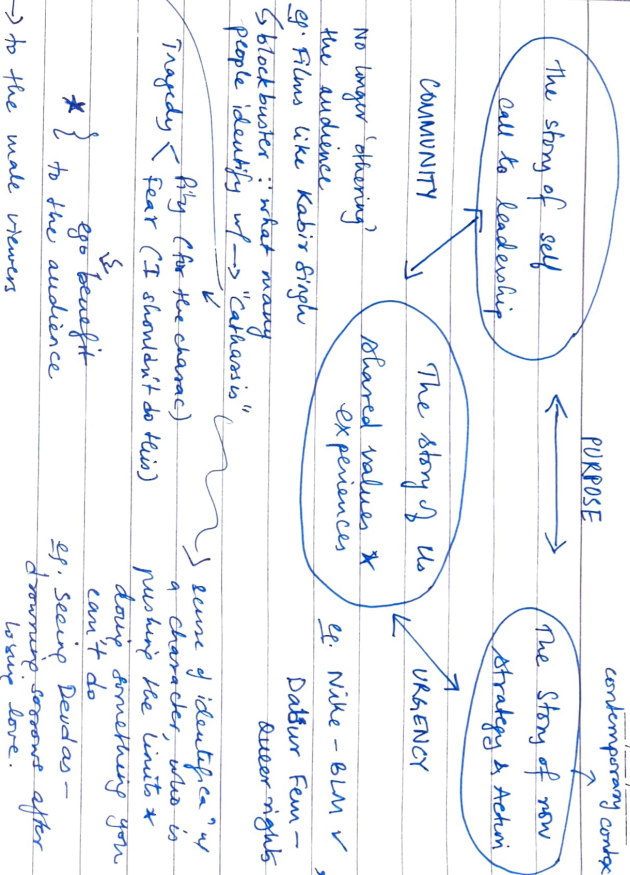 contemporary contex
PURPOSE
The story of self
call to leadership
The Story of now
Strategy & Action
COMMUNITY
URGENCY
The story of Us
shared values *
experiences
No longer 'othering'
the audience
eg. Films like Kabir Singh
↳ blockbuster : what many
people identify w/ → "Catharsis"
eg. Nike - BLM ✓
Dabur Fem -
Queer rights
Tragedy < Pity (for the charac)
Fear (I shouldn't do this)
→ sense of identificaⁿ w/
a character, who is
pushing the limits *
doing something you
can't do
ego benefit
* { to the audience
→ to the male viewers
eg. Seeing Devdas -
drowning sorrows after
losing love.